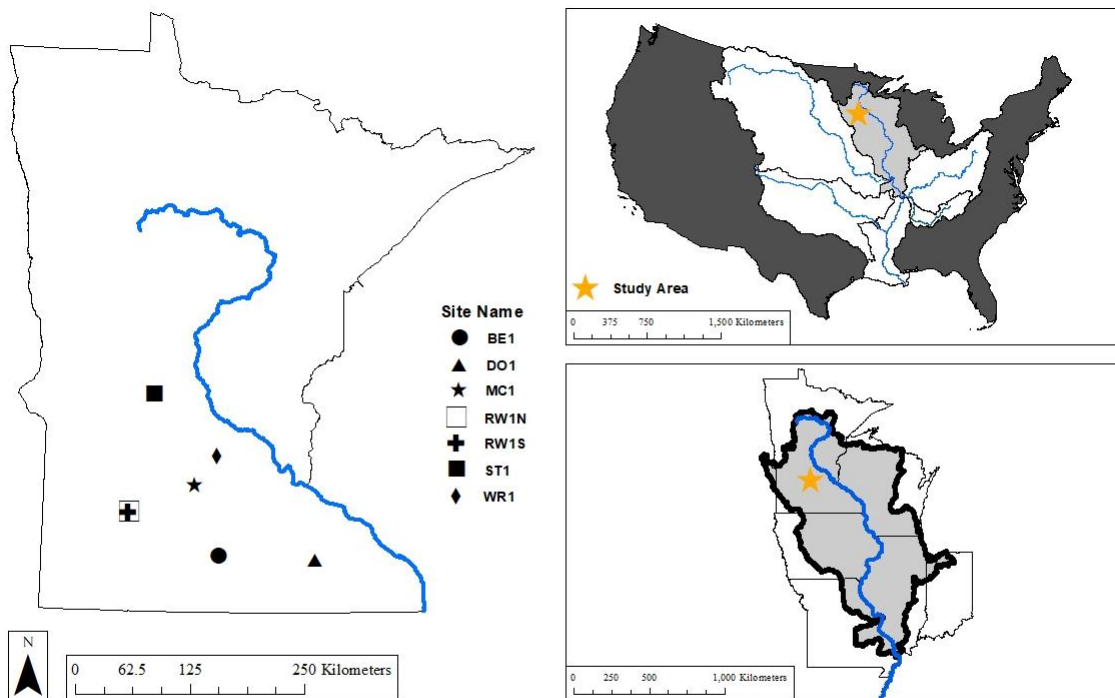 Site Name
BE1
DO1
MC1
RW1N
RW1S
ST1
WR1
N
0 62.5 125 250 Kilometers
Study Area
0 375 750 1,500 Kilometers
0 250 500 1,000 Kilometers